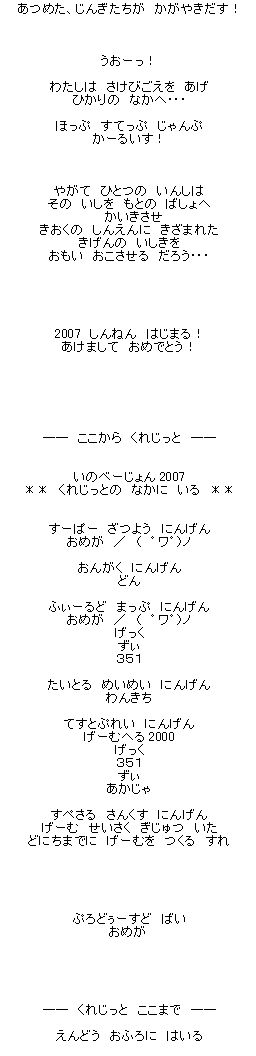 あつめた、じんぎたちが かがやきだす！
うおーっ！
わたしは さけびごえを あげ
ひかりの なかへ・・・
ほっぷ すてっぷ じゃんぷ
かーるいす！
やがて ひとつの いんしは
その いしを もとの ばしょへ
かいきさせ
きおくの しんえんに きざまれた
きげんの いしきを
おもい おこさせる だろう・・・
2007 しんねん はじまる！
あけまして おめでとう！
―― ここから くれじっと ――
いのべーじょん 2007
＊＊ くれじっとの なかに いる ＊＊
すーぱー ざつよう にんげん
おめが ／ （ ﾟワﾟ)ノ
おんがく にんげん
どん
ふぃーるど まっぷ にんげん
おめが ／ （ ﾟワﾟ)ノ
げっく
ずい
３５１
たいとる めいめい にんげん
わんきち
てすとぷれい にんげん
げーむへる 2000
げっく
３５１
ずい
あかじゃ
すぺさる さんくす にんげん
げーむ せいさく ぎじゅつ いた
どにちまでに げーむを つくる すれ
ぷろどぅーすど ばい
おめが
―― くれじっと ここまで ――
えんどう おふろに はいる